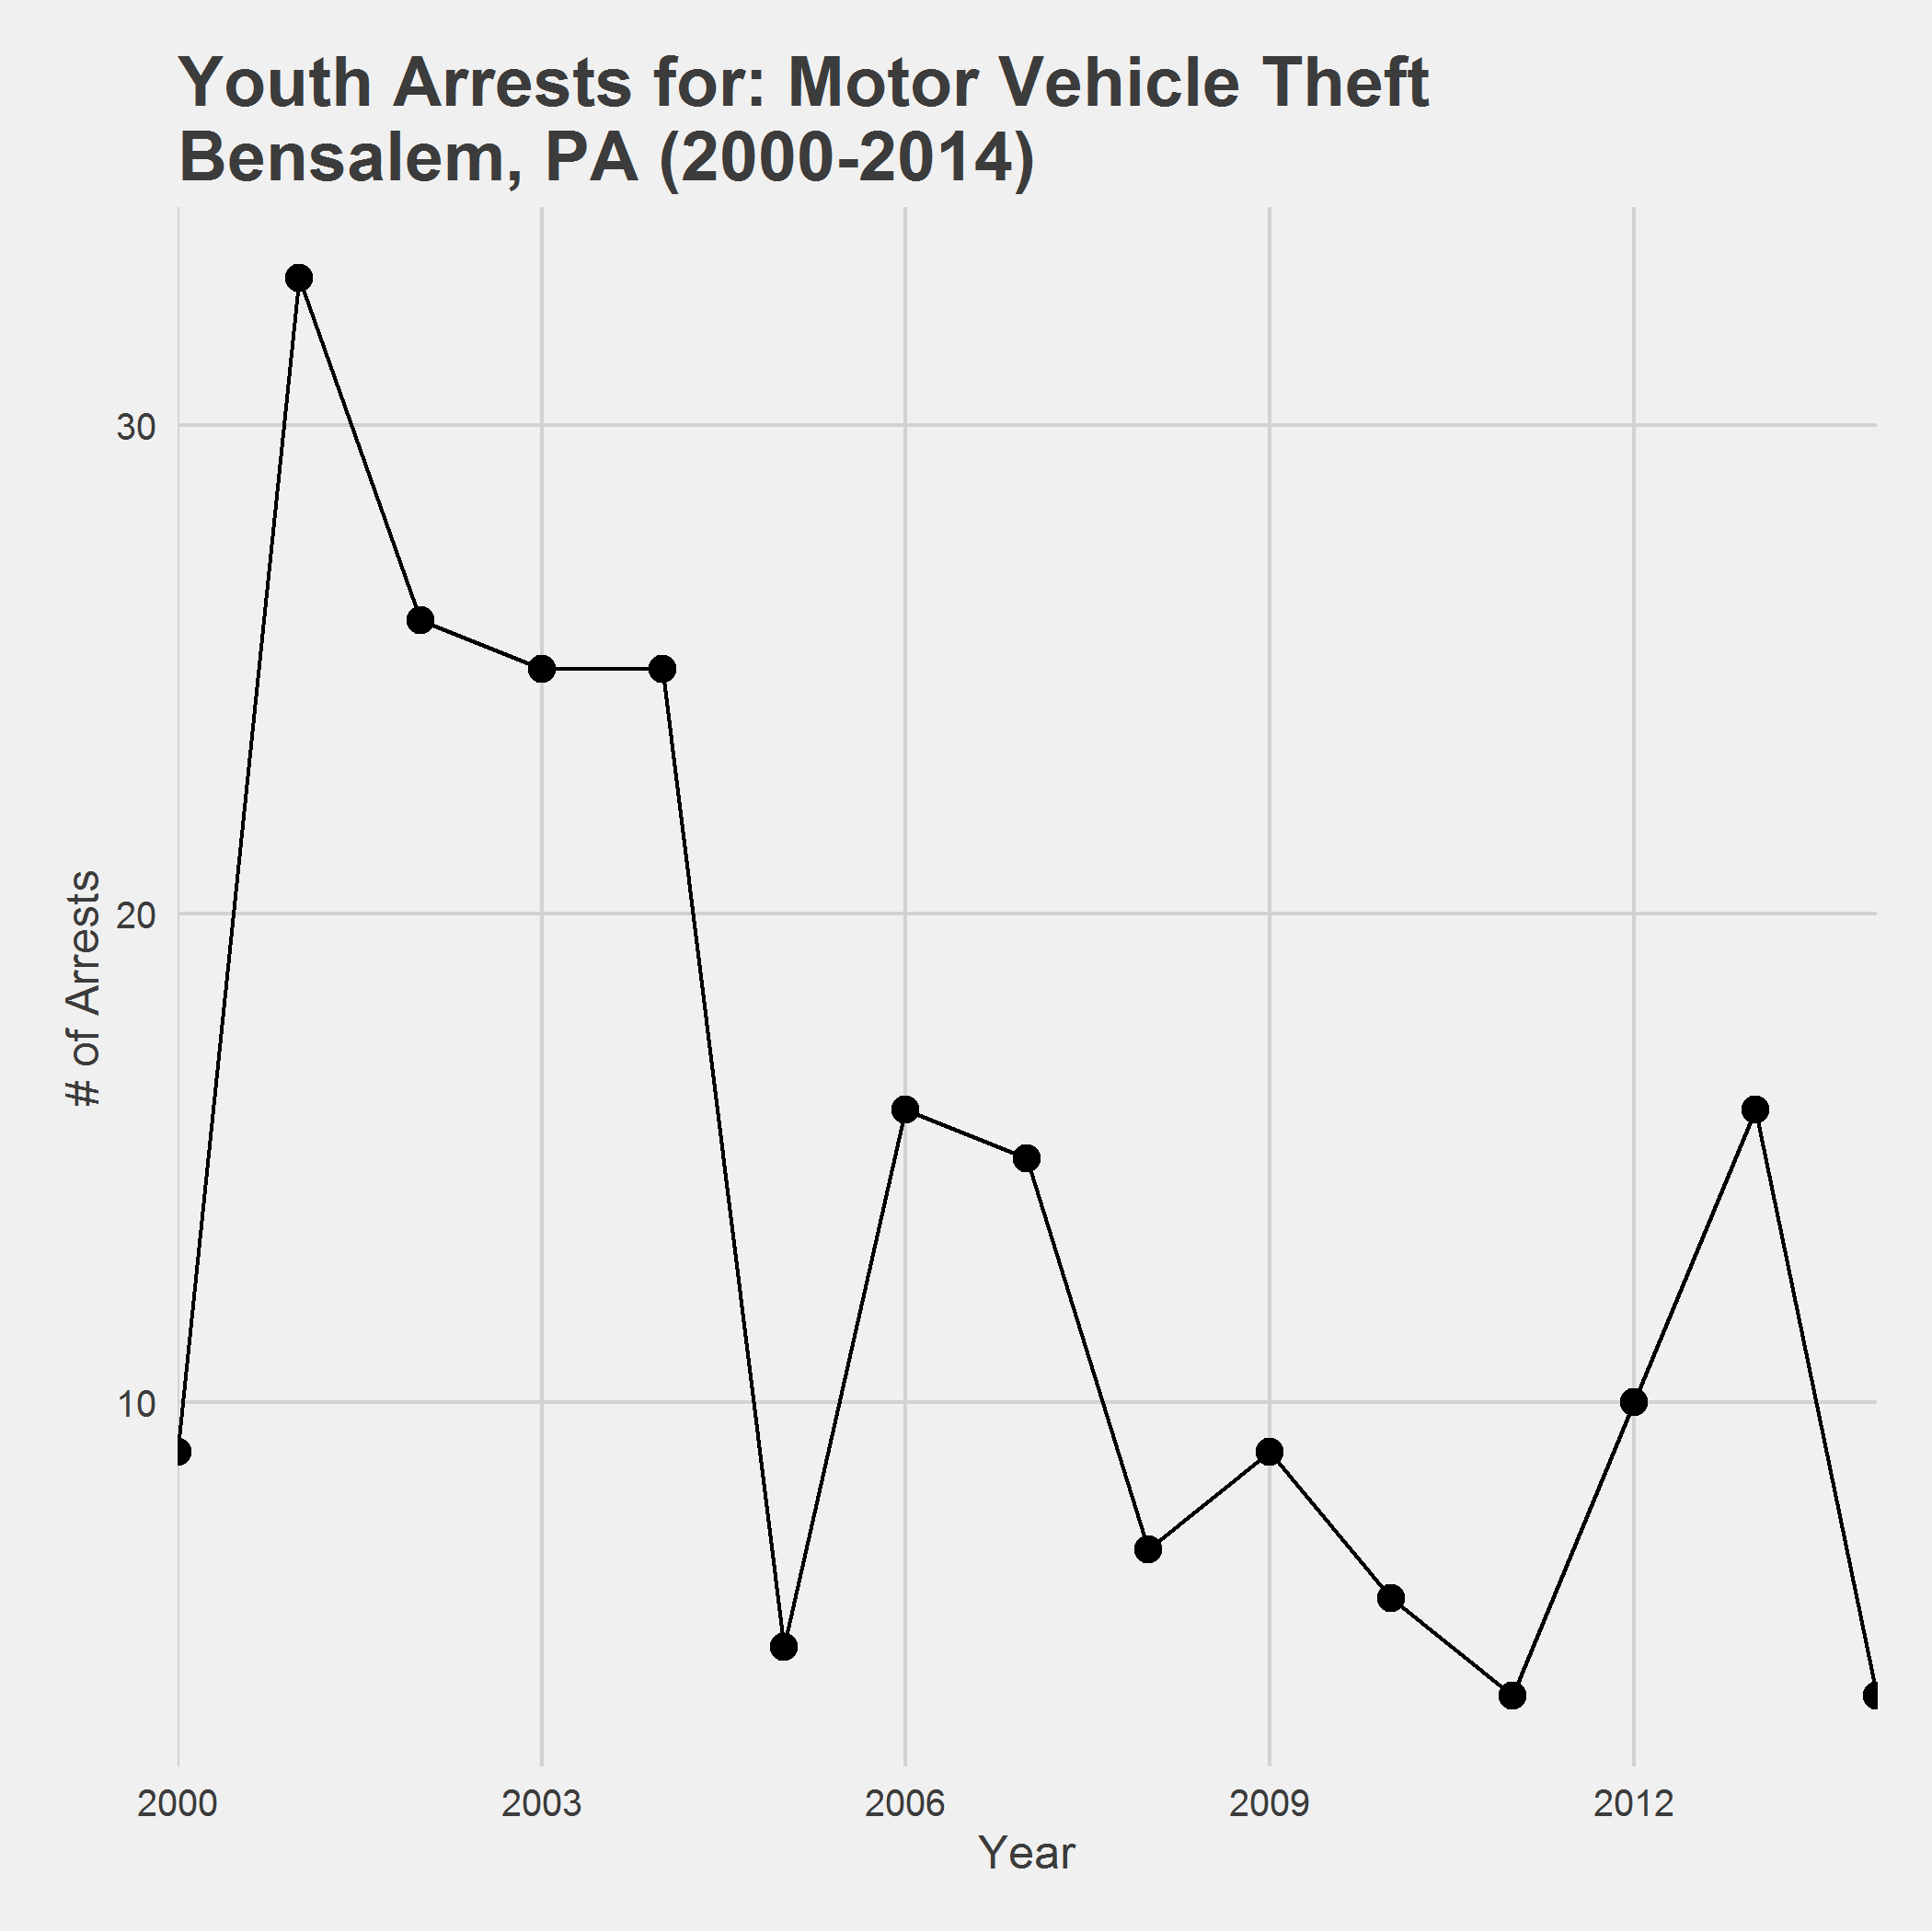 Youth Arrests for: Motor Vehicle Theft
Bensalem, PA (2000-2014)
30
20
10
# of Arrests
2000 2003 2006 2009 2012
Year